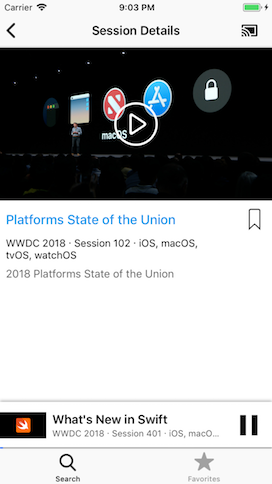 Carrier
9:03 PM
Session Details
macOS
Platforms State of the Union
WWDC 2018 · Session 102 · iOS, macOS,
tvOS, watchOS
2018 Platforms State of the Union
What's New in Swift
WWDC 2018 · Session 401 · iOS, macO...
Search
Favorites